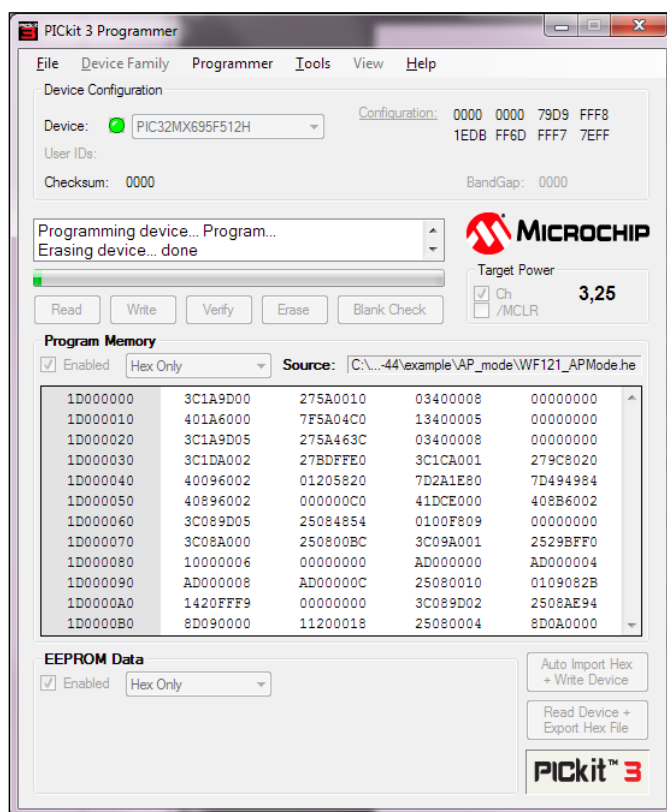 PICkit 3 Programmer
File Device Family Programmer Tools View Help
Device Configuration
Device: PIC32MX695F512H
Configuration: 0000 0000 79D9 FFF8
1EDB FF6D FFF7 7EFF
User IDs:
Checksum: 0000
BandGap: 0000
Programming device... Program...
Erasing device... done
MICROCHIP
Read Write Verify Erase Blank Check
Target Power
Ch 3,25
/MCLR
Program Memory
Enabled Hex Only Source: C:\...-44\example\AP_mode\WF121_APMode.he
1D000000 3C1A9D00 275A0010 03400008 00000000
1D000010 401A6000 7F5A04C0 13400005 00000000
1D000020 3C1A9D05 275A463C 03400008 00000000
1D000030 3C1DA002 27BDFFE0 3C1CA001 279C8020
1D000040 40096002 01205820 7D2A1E80 7D494984
1D000050 40896002 000000C0 41DCE000 408B6002
1D000060 3C089D05 25084854 0100F809 00000000
1D000070 3C08A000 250800BC 3C09A001 2529BFF0
1D000080 10000006 00000000 AD000000 AD000004
1D000090 AD000008 AD00000C 25080010 0109082B
1D0000A0 1420FFF9 00000000 3C089D02 2508AE94
1D0000B0 8D090000 11200018 25080004 8D0A0000
EEPROM Data
Enabled Hex Only
Auto Import Hex
+ Write Device
Read Device +
Export Hex File
PICkit™ 3